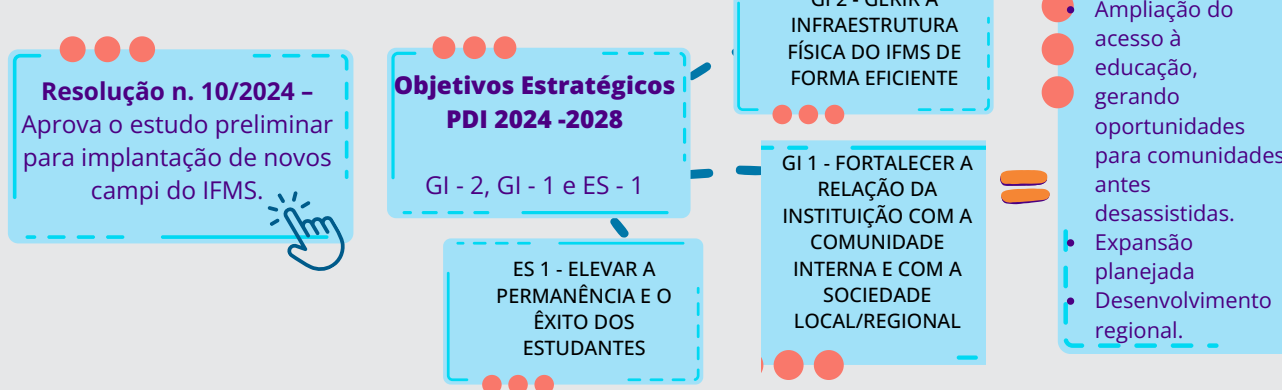 Resolução n. 10/2024 –
Aprova o estudo preliminar
para implantação de novos
campi do IFMS.
Objetivos Estratégicos
PDI 2024 -2028
GI - 2, GI - 1 e ES - 1
GI 2 - GERIR A
INFRAESTRUTURA
FÍSICA DO IFMS DE
FORMA EFICIENTE
GI 1 - FORTALECER A
RELAÇÃO DA
INSTITUIÇÃO COM A
COMUNIDADE
INTERNA E COM A
SOCIEDADE
LOCAL/REGIONAL
ES 1 - ELEVAR A
PERMANÊNCIA E O
ÊXITO DOS
ESTUDANTES
• Ampliação do
acesso à
educação,
gerando
oportunidades
para comunidades
antes
desassistidas.
• Expansão
planejada
• Desenvolvimento
regional.